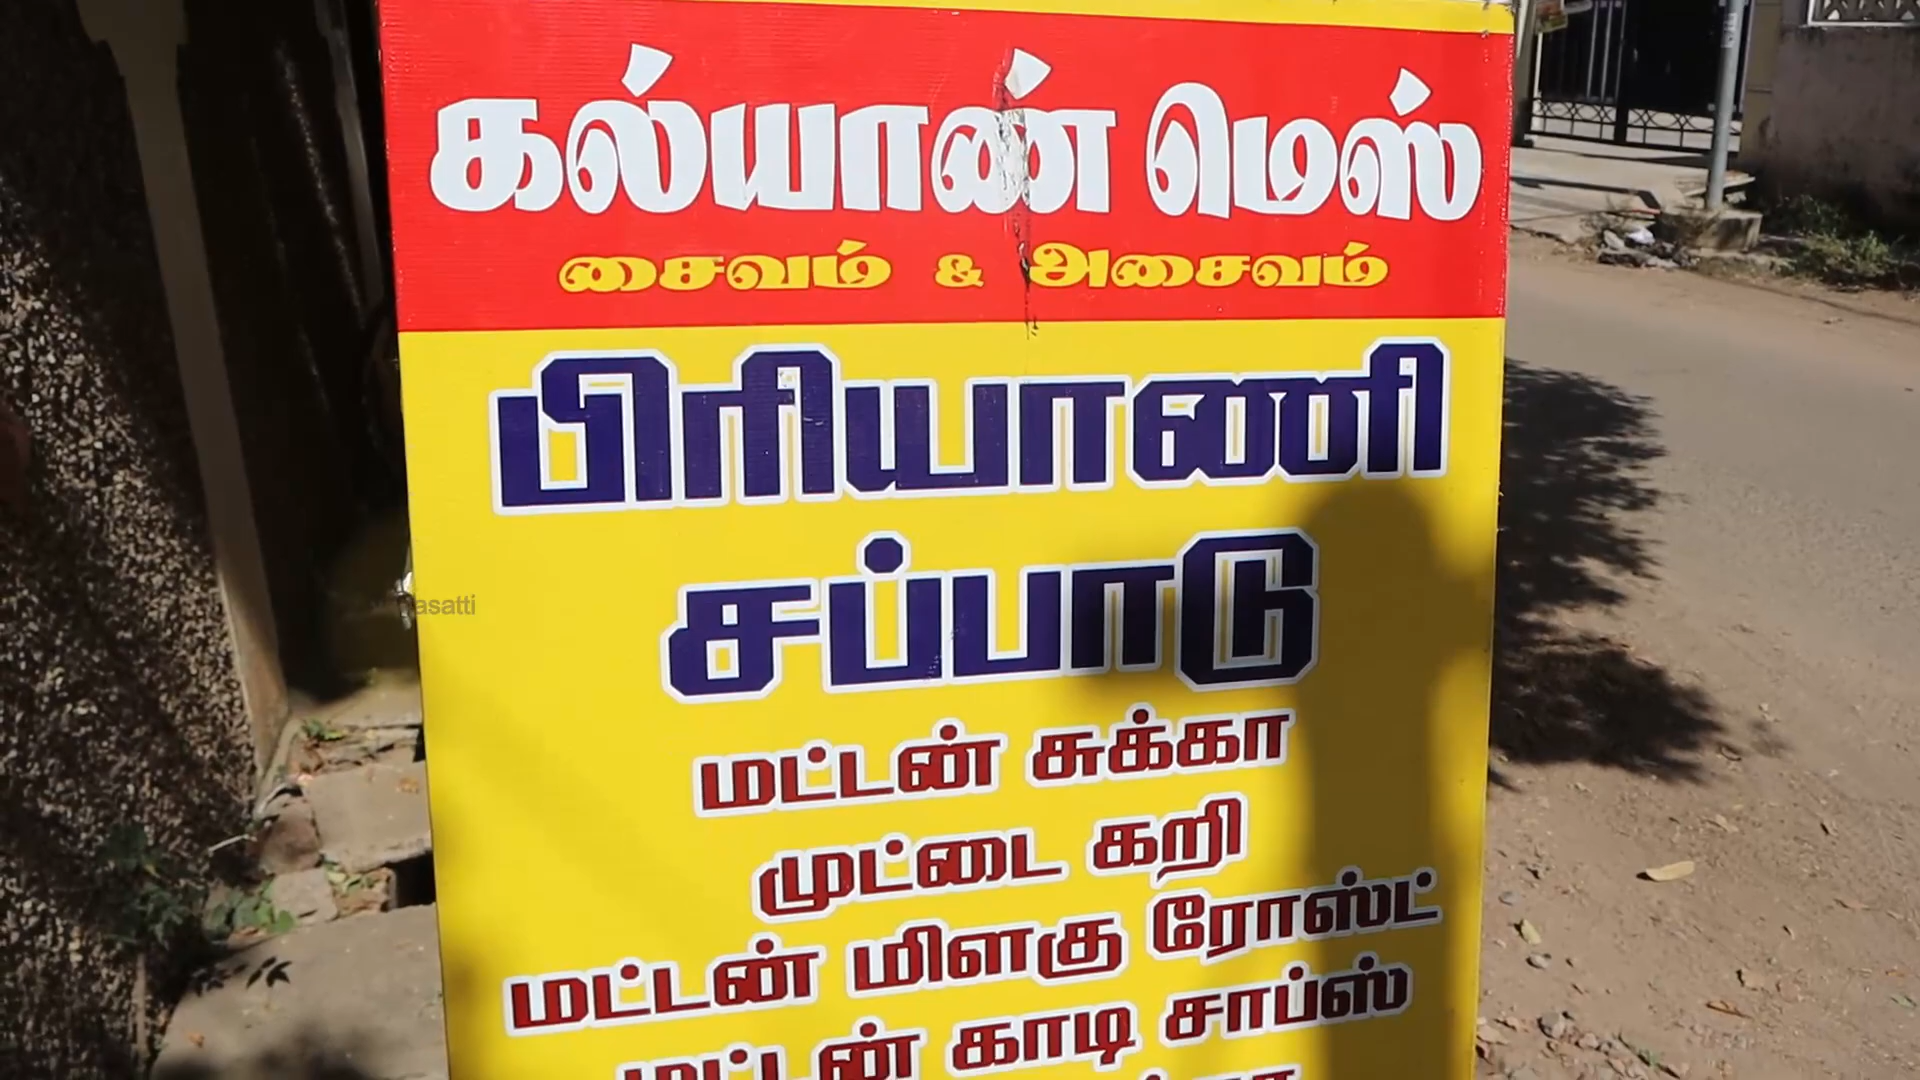 கல்யாண் மெஸ்
சைவம் & அசைவம்
பிரியாணி
சப்பாடு
மட்டன் சுக்கா
முட்டை கறி
மட்டன் மிளகு ரோஸ்ட்
மட்டன் காடி சாப்ஸ்